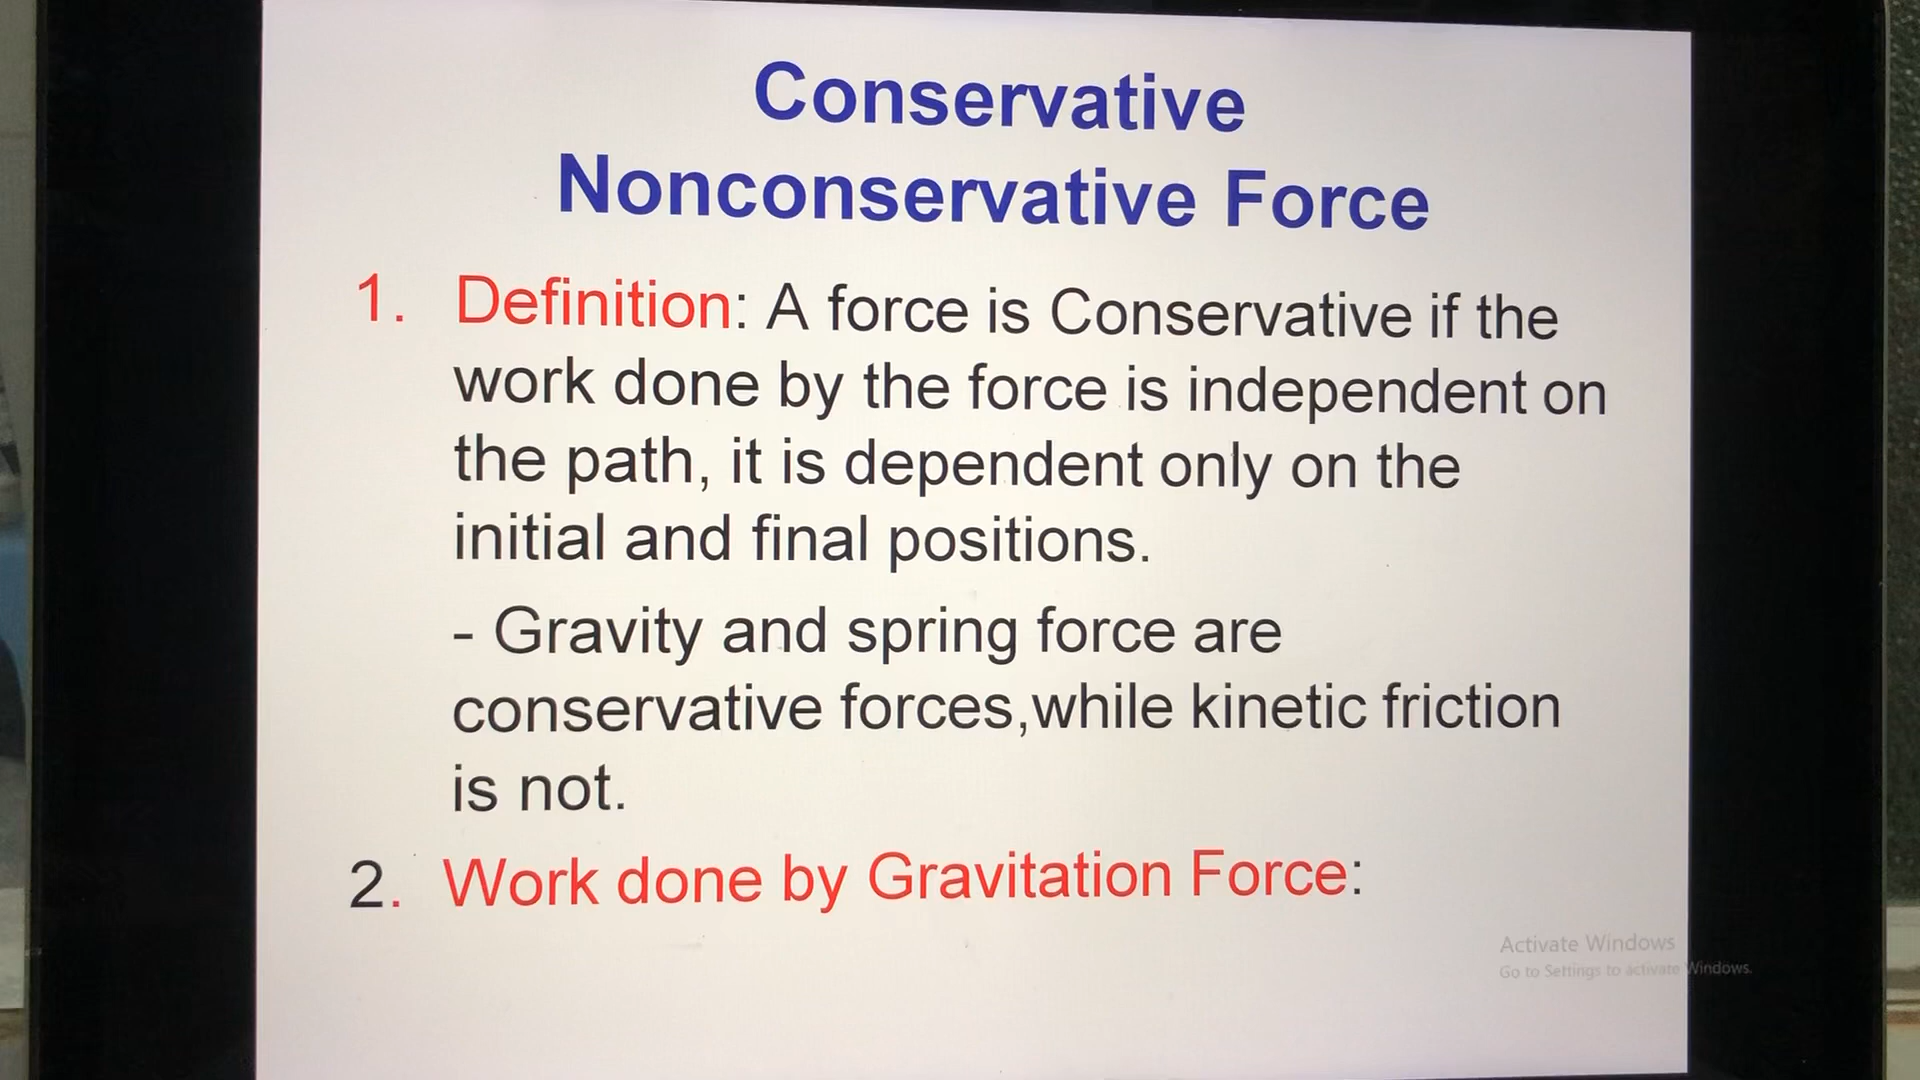 Conservative
Nonconservative Force
1. Definition: A force is Conservative if the
work done by the force is independent on
the path, it is dependent only on the
initial and final positions.
- Gravity and spring force are
conservative forces,while kinetic friction
is not.
2. Work done by Gravitation Force:
Activate Windows
Go to Settings to activate Windows.